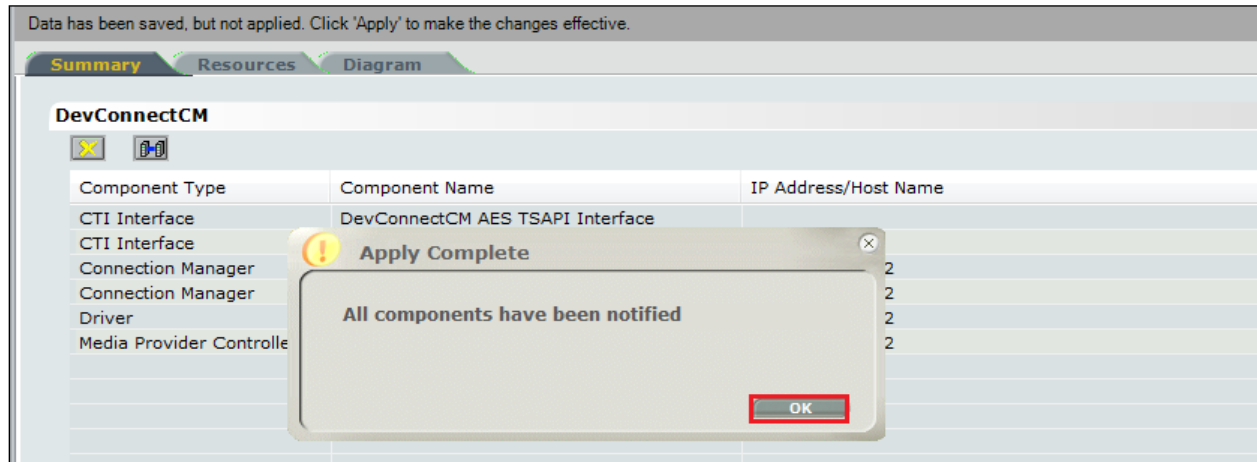 Data has been saved, but not applied. Click 'Apply' to make the changes effective.
Summary Resources Diagram
DevConnectCM
Component Type Component Name IP Address/Host Name
CTI Interface DevConnectCM AES TSAPI Interface
CTI Interface
Apply Complete
Connection Manager 2
Connection Manager 2
All components have been notified
Driver 2
Media Provider Controlle 2
OK